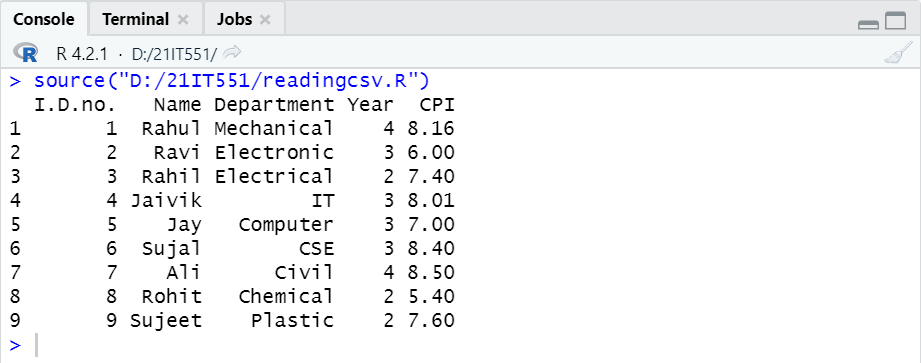 Console Terminal Jobs
R R 4.2.1 · D:/21IT551/
> source("D:/21IT551/readingcsv.R")
I.D.no. Name Department Year CPI
1 1 Rahul Mechanical 4 8.16
2 2 Ravi Electronic 3 6.00
3 3 Rahil Electrical 2 7.40
4 4 Jaivik IT 3 8.01
5 5 Jay Computer 3 7.00
6 6 Sujal CSE 3 8.40
7 7 Ali Civil 4 8.50
8 8 Rohit Chemical 2 5.40
9 9 Sujeet Plastic 2 7.60
>